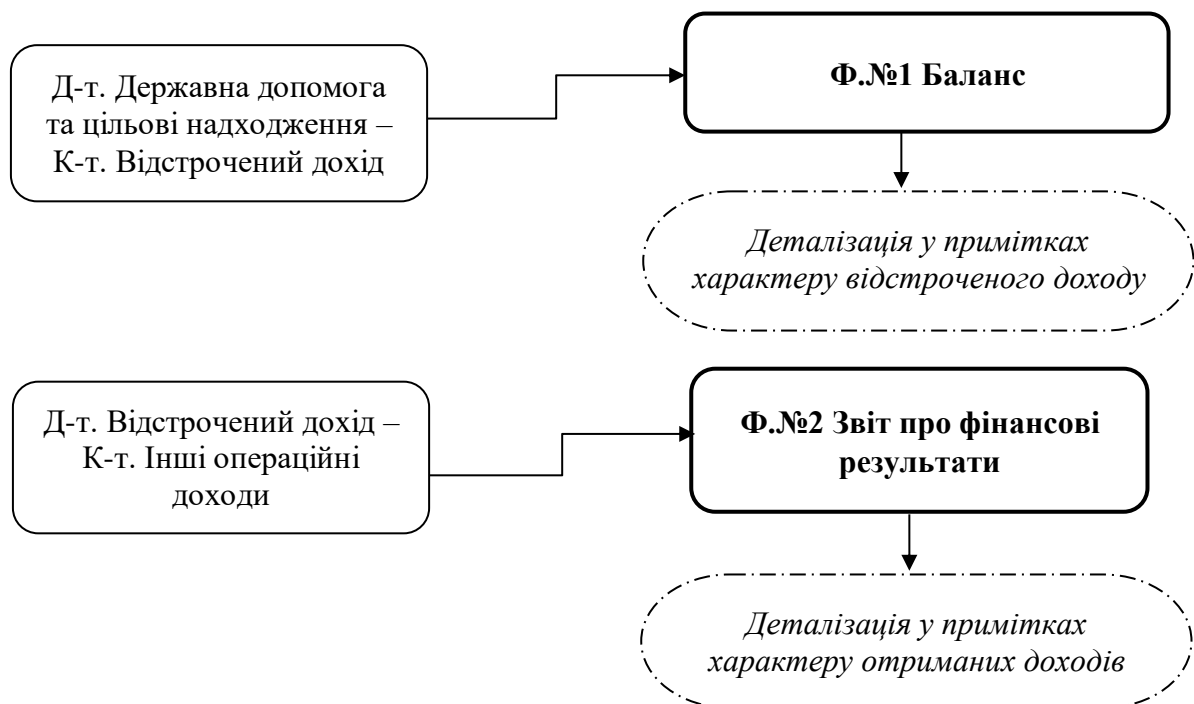 Д-т. Державна допомога
та цільові надходження –
К-т. Відстрочений дохід
Ф.№1 Баланс
Деталізація у примітках
характеру відстроченого доходу
Д-т. Відстрочений дохід –
К-т. Інші операційні
доходи
Ф.№2 Звіт про фінансові
результати
Деталізація у примітках
характеру отриманих доходів